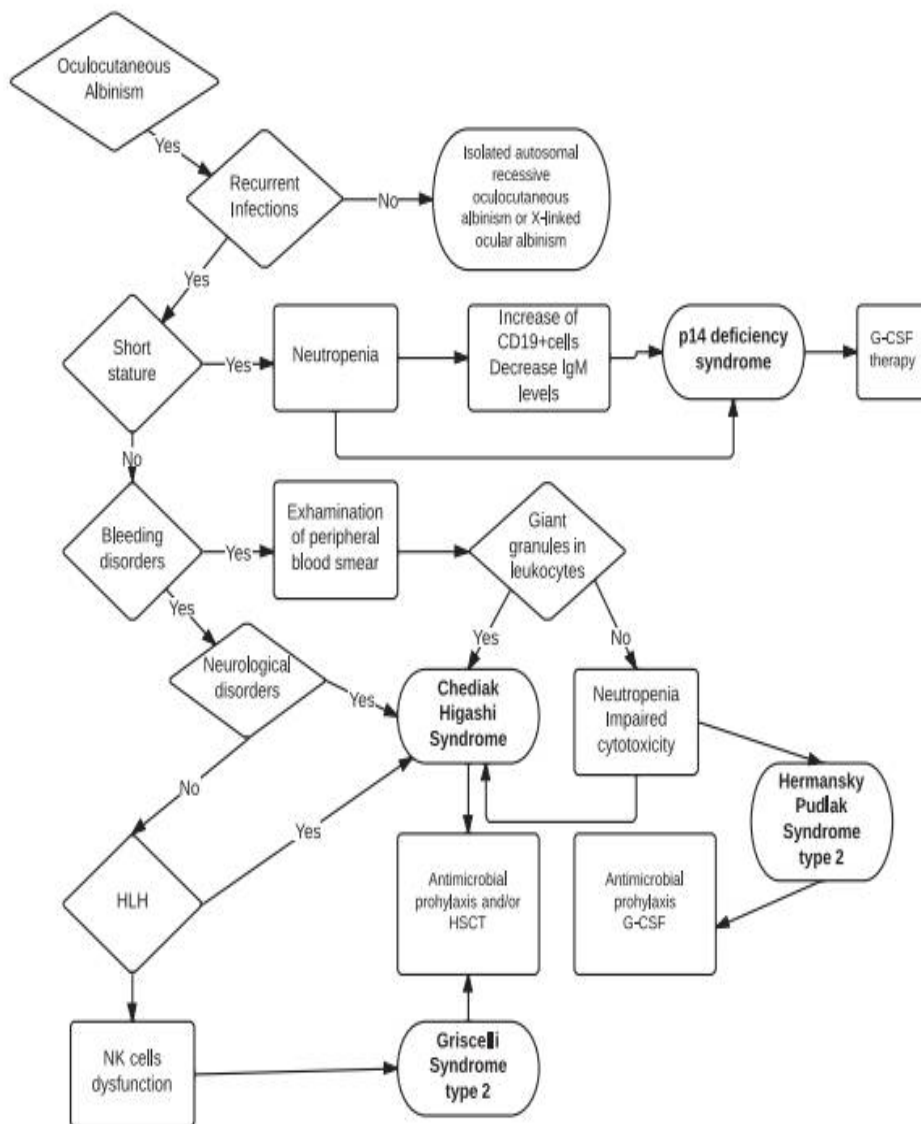 Oculocutaneous
Albinism
Yes
Recurrent
Infections
No
Isolated autosomal
recessive
oculocutaneous
albinism or X-linked
ocular albinism
Yes
Short
stature
Yes
Neutropenia
Increase of
CD19+cells
Decrease IgM
levels
p14 deficiency
syndrome
G-CSF
therapy
No
Bleeding
disorders
Yes
Exhamination
of peripheral
blood smear
Giant
granules in
leukocytes
Yes
Neurological
disorders
Yes
Yes
No
Chediak
Higashi
Syndrome
Neutropenia
Impaired
cytotoxicity
Hermansky
Pudlak
Syndrome
type 2
No
Yes
HLH
Antimicrobial
prohylaxis and/or
HSCT
Antimicrobial
prohylaxis
G-CSF
NK cells
dysfunction
Griscelli
Syndrome
type 2